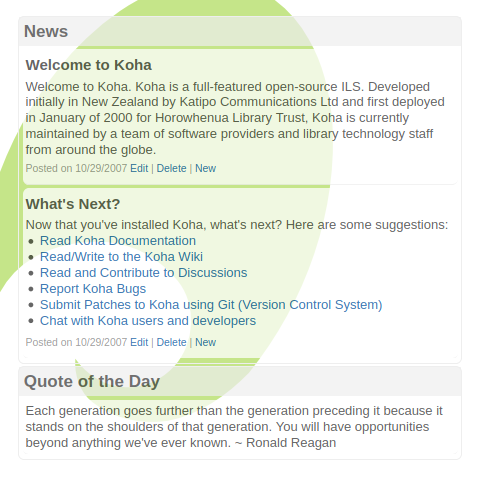 News
Welcome to Koha
Welcome to Koha. Koha is a full-featured open-source ILS. Developed
initially in New Zealand by Katipo Communications Ltd and first deployed
in January of 2000 for Horowhenua Library Trust, Koha is currently
maintained by a team of software providers and library technology staff
from around the globe.
Posted on 10/29/2007 Edit | Delete | New
What's Next?
Now that you've installed Koha, what's next? Here are some suggestions:
• Read Koha Documentation
• Read/Write to the Koha Wiki
• Read and Contribute to Discussions
• Report Koha Bugs
• Submit Patches to Koha using Git (Version Control System)
• Chat with Koha users and developers
Posted on 10/29/2007 Edit | Delete | New
Quote of the Day
Each generation goes further than the generation preceding it because it
stands on the shoulders of that generation. You will have opportunities
beyond anything we've ever known. ~ Ronald Reagan